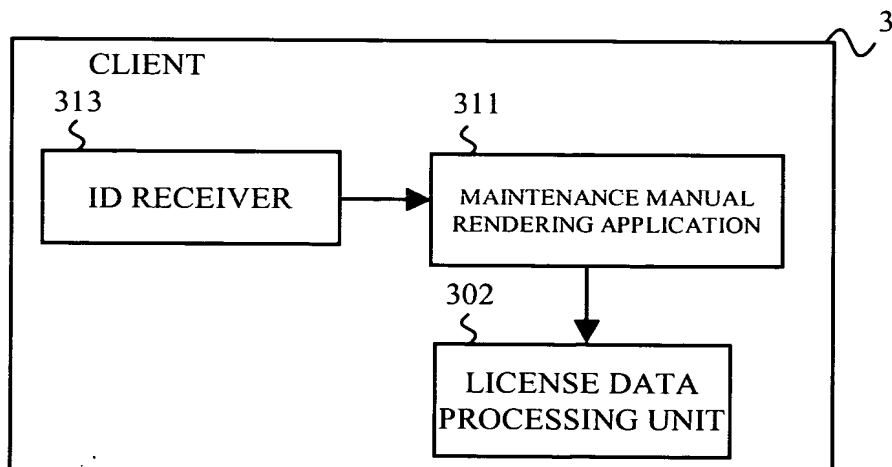 3
CLIENT
313
311
ID RECEIVER
MAINTENANCE MANUAL
RENDERING APPLICATION
302
LICENSE DATA
PROCESSING UNIT